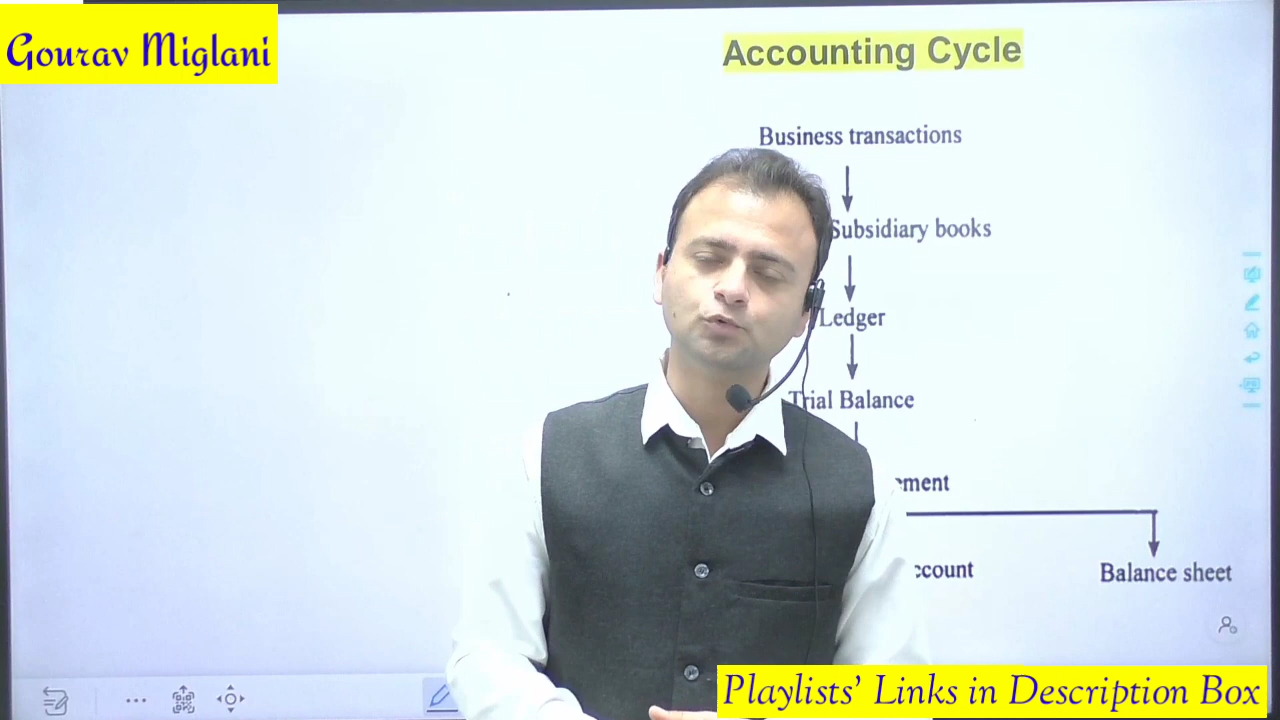 Gourav Miglani
Accounting Cycle
Business transactions
Subsidiary books
Ledger
Trial Balance
ement
ccount
Balance sheet
Playlists' Links in Description Box